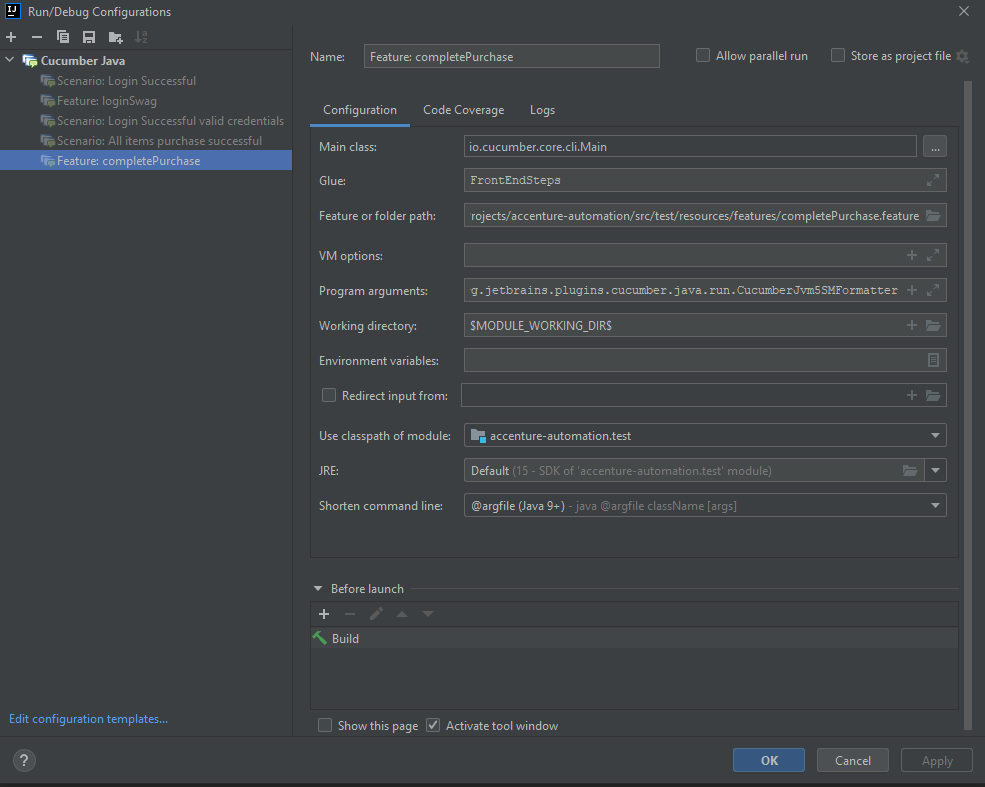 IJ
Run/Debug Configurations
Cucumber Java
Scenario: Login Successful
Feature: loginSwag
Scenario: Login Successful valid credentials
Scenario: All items purchase successful
Feature: completePurchase
Edit configuration templates...
Name: Feature: completePurchase Allow parallel run Store as project file
Configuration Code Coverage Logs
Main class: io.cucumber.core.cli.Main ...
Glue: FrontEndSteps
Feature or folder path: rojects/accenture-automation/src/test/resources/features/completePurchase.feature
VM options:
Program arguments: g.jetbrains.plugins.cucumber.java.run.CucumberJvm5SMFormatter
Working directory: $MODULE_WORKING_DIR$
Environment variables:
Redirect input from:
Use classpath of module: accenture-automation.test
JRE: Default (15 - SDK of 'accenture-automation.test' module)
Shorten command line: @argfile (Java 9+) - java @argfile className [args]
Before launch
Build
Show this page Activate tool window
? OK Cancel Apply